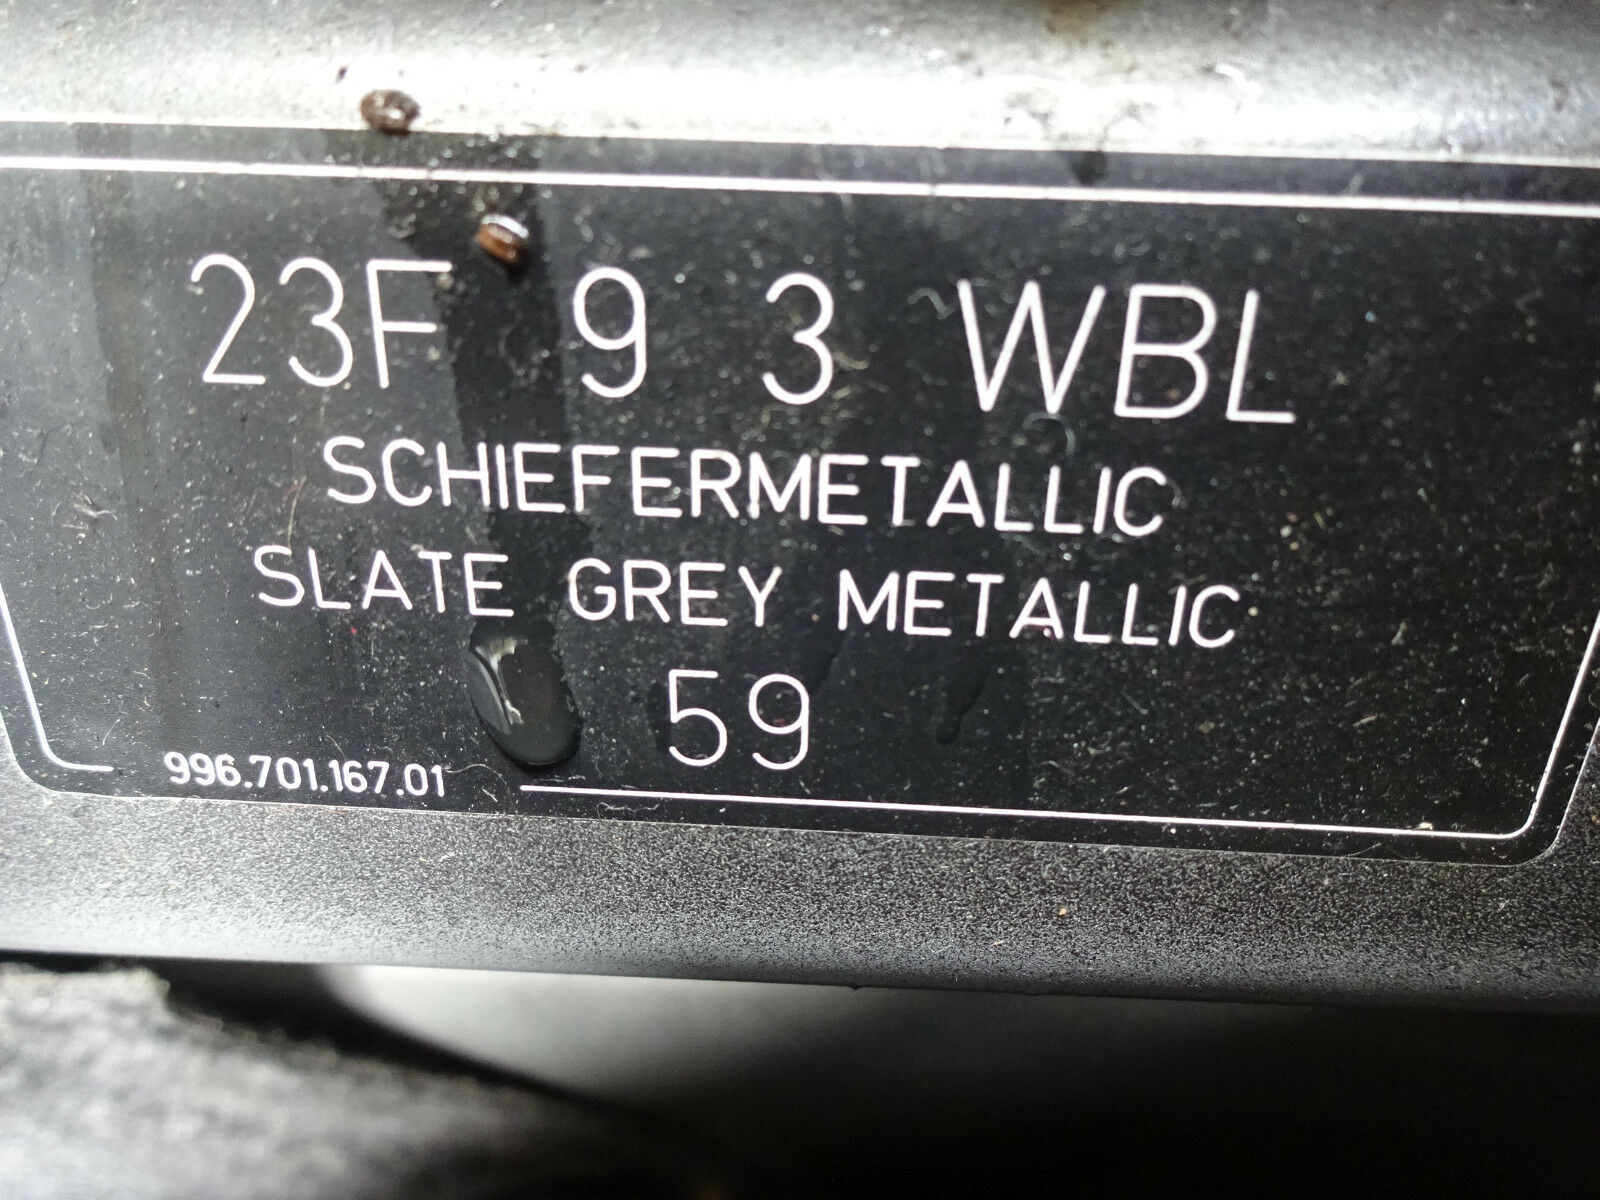 23F 9 3 WBL
SCHIEFERMETALLIC
SLATE GREY METALLIC
59
996.701.167.01